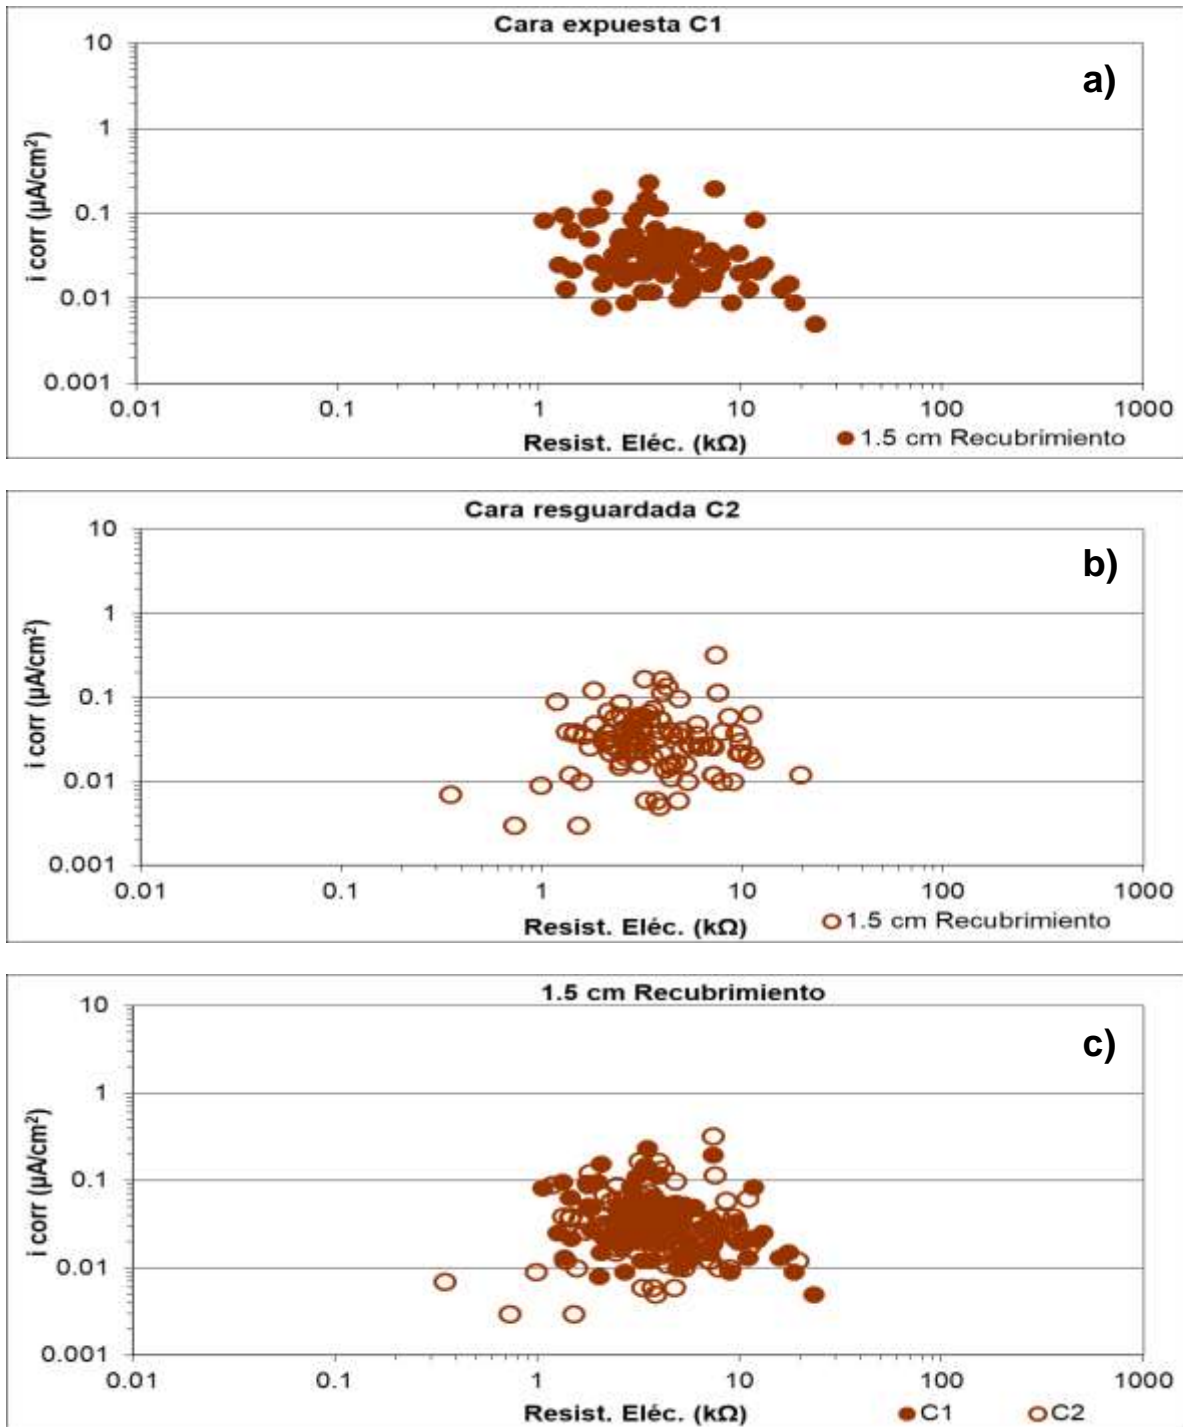 Cara expuesta C1
a)
10
1
0.1
0.01
0.001
i corr (µA/cm²)
0.01 0.1 1 10 100 1000
Resist. Eléc. (kΩ)
1.5 cm Recubrimiento
Cara resguardada C2
b)
10
1
0.1
0.01
0.001
i corr (µA/cm²)
0.01 0.1 1 10 100 1000
Resist. Eléc. (kΩ)
1.5 cm Recubrimiento
1.5 cm Recubrimiento
c)
10
1
0.1
0.01
0.001
i corr (µA/cm²)
0.01 0.1 1 10 100 1000
Resist. Eléc. (kΩ)
C1 C2